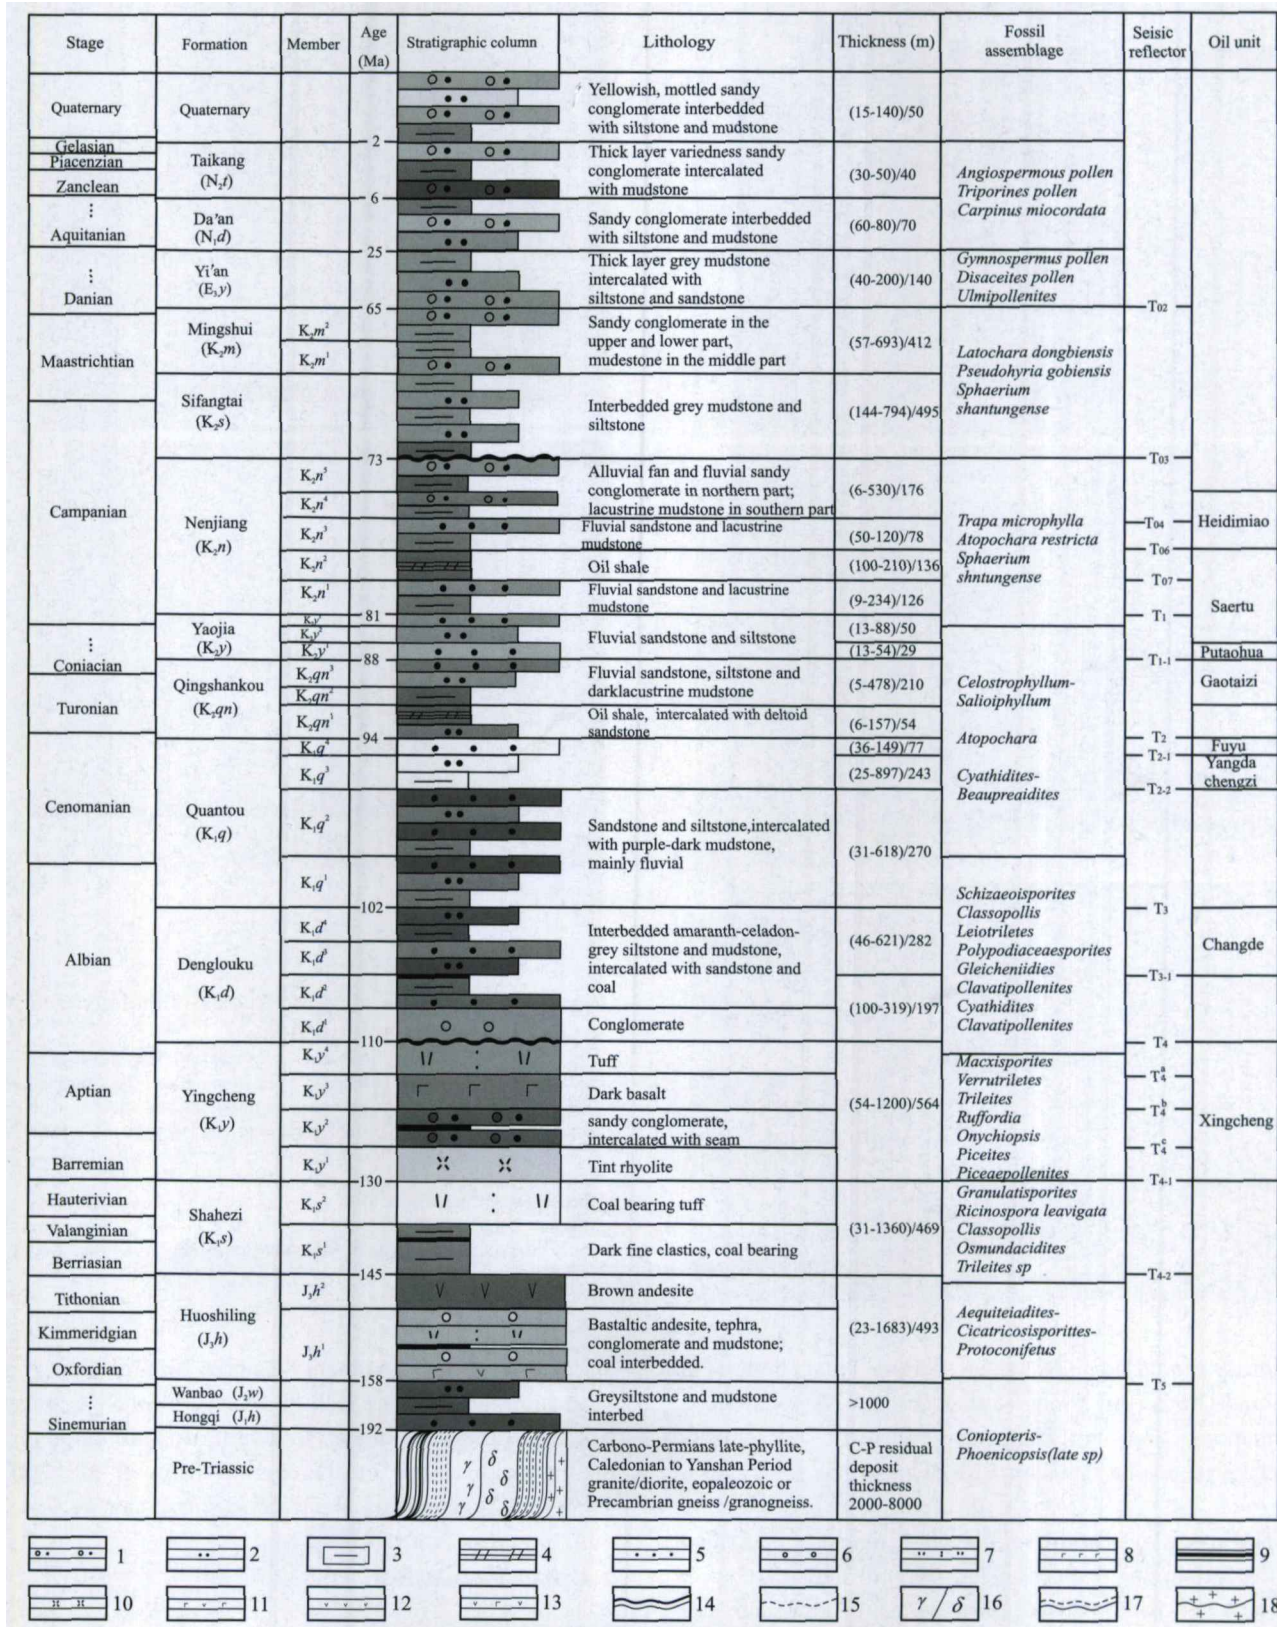 Stage Formation Member Age (Ma) Stratigraphic column Lithology Thickness (m) Fossil assemblage Seisic reflector Oil unit
Quaternary Quaternary
Yellowish, mottled sandy
conglomerate interbedded
with siltstone and mudstone
(15-140)/50
2
Gelasian
Piacenzian
Zanclean
Taikang
(N₂t)
Thick layer variedness sandy
conglomerate intercalated
with mudstone
(30-50)/40
Angiospermous pollen
Triporines pollen
Carpinus miocordata
6
⋮
Aquitanian
Da'an
(N₁d)
Sandy conglomerate interbedded
with siltstone and mudstone
(60-80)/70
25
⋮
Danian
Yi'an
(E₃y)
Thick layer grey mudstone
intercalated with
siltstone and sandstone
(40-200)/140
Gymnospermus pollen
Disaceites pollen
Ulmipollenites
65
T02
Maastrichtian
Mingshui
(K₂m)
K₂m²
K₂m¹
Sandy conglomerate in the
upper and lower part,
mudestone in the middle part
(57-693)/412
Latochara dongbiensis
Pseudohyria gobiensis
Sphaerium
shantungense
Sifangtai
(K₂s)
Interbedded grey mudstone and
siltstone
(144-794)/495
73
T03
Campanian
Nenjiang
(K₂n)
K₂n⁵
K₂n⁴
Alluvial fan and fluvial sandy
conglomerate in northern part;
lacustrine mudstone in southern part
(6-530)/176
Trapa microphylla
Atopochara restricta
Sphaerium
shntungense
T04
Heidimiao
K₂n³
Fluvial sandstone and lacustrine
mudstone
(50-120)/78
T06
K₂n²
Oil shale
(100-210)/136
T07
K₂n¹
Fluvial sandstone and lacustrine
mudstone
(9-234)/126
Saertu
81
T1
⋮
Coniacian
Yaojia
(K₂y)
K₂y²
K₂y¹
Fluvial sandstone and siltstone
(13-88)/50
(13-54)/29
Putaohua
88
T1-1
Turonian
Qingshankou
(K₂qn)
K₂qn³
K₂qn²
Fluvial sandstone, siltstone and
darklacustrine mudstone
(5-478)/210
Celostrophyllum-
Salioiphyllum
Gaotaizi
K₂qn¹
Oil shale, intercalated with deltoid
sandstone
(6-157)/54
94
T2
Cenomanian
Quantou
(K₁q)
K₁q⁴
(36-149)/77
Atopochara
Fuyu
T2-1
K₁q³
(25-897)/243
Cyathidites-
Beaupreaidites
Yangda
chengzi
T2-2
K₁q²
K₁q¹
Sandstone and siltstone,intercalated
with purple-dark mudstone,
mainly fluvial
(31-618)/270
102
T3
Albian
Denglouku
(K₁d)
K₁d⁴
K₁d³
K₁d²
Interbedded amaranth-celadon-
grey siltstone and mudstone,
intercalated with sandstone and
coal
(46-621)/282
Schizaeoisporites
Classopollis
Leiotriletes
Polypodiaceaesporites
Gleicheniidies
Clavatipollenites
Cyathidites
Clavatipollenites
Changde
T3-1
K₁d¹
Conglomerate
(100-319)/197
110
T4
Aptian
Barremian
Yingcheng
(K₁y)
K₁y⁴
Tuff
T4a
K₁y³
Dark basalt
(54-1200)/564
T4b
K₁y²
sandy conglomerate,
intercalated with seam
T4c
K₁y¹
Tint rhyolite
Macxisporites
Verrutriletes
Trileites
Ruffordia
Onychiopsis
Piceites
Piceaepollenites
Xingcheng
130
T4-1
Hauterivian
Valanginian
Berriasian
Shahezi
(K₁s)
K₁s²
Coal bearing tuff
K₁s¹
Dark fine clastics, coal bearing
(31-1360)/469
Granulatisporites
Ricinospora leavigata
Classopollis
Osmundacidites
Trileites sp
145
T4-2
Tithonian
Kimmeridgian
Oxfordian
Huoshiling
(J₃h)
J₃h²
Brown andesite
J₃h¹
Bastaltic andesite, tephra,
conglomerate and mudstone;
coal interbedded.
(23-1683)/493
Aequiteiadites-
Cicatricosisporittes-
Protoconifetus
158
T5
⋮
Sinemurian
Wanbao (J₂w)
Hongqi (J₁h)
Greysiltstone and mudstone
interbed
>1000
192
Pre-Triassic
γ γ γ δ δ δ δ
Carbono-Permians late-phyllite,
Caledonian to Yanshan Period
granite/diorite, eopaleozoic or
Precambrian gneiss /granogneiss.
C-P residual
deposit
thickness
2000-8000
Coniopteris-
Phoenicopsis(late sp)
1 2 3 4 5 6 7 8 9
10 11 12 13 14 15 γ / δ 16 17 18